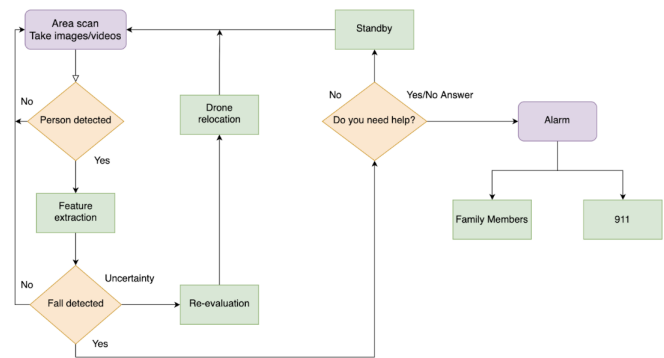 Area scan
Take images/videos
Standby
No
Yes/No Answer
No
Person detected
Drone
relocation
Do you need help?
Alarm
Yes
Feature
extraction
Family Members
911
No
Uncertainty
Fall detected
Re-evaluation
Yes